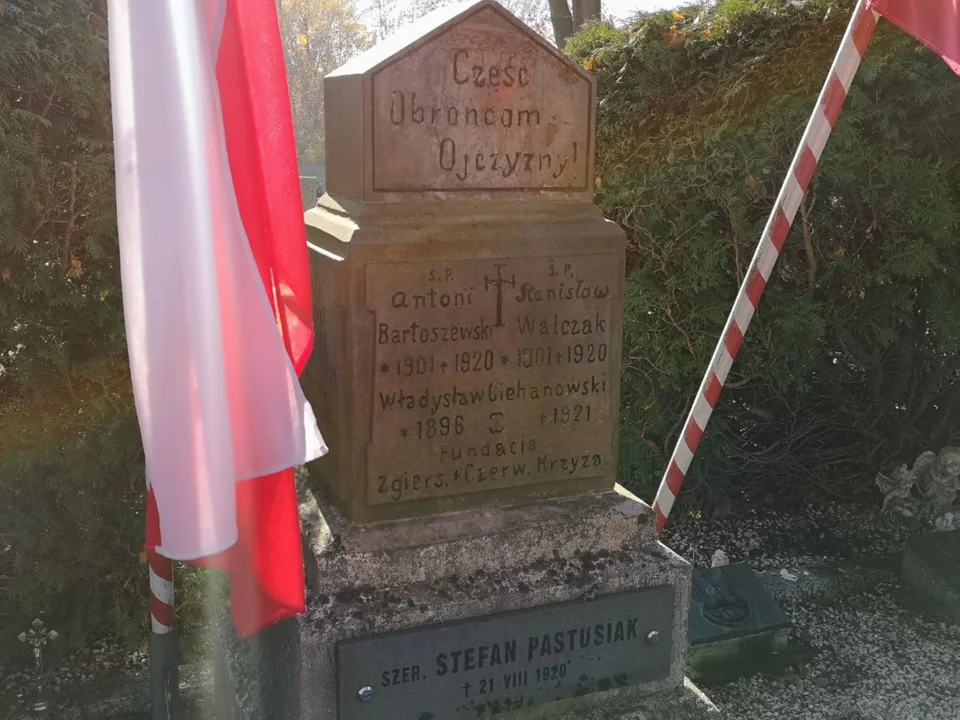 Cześć
Obrońcom
Ojczyzny!
Ś.P. Ś.P.
Antoni Stanisław
Bartoszewski Walczak
*1901+1920 *1901+1920
Władysław Ciehanowski
*1896 +1921
Fundacja
Zgiers.+Czerw. Krzyża.
SZER. STEFAN PASTUSIAK
† 21 VIII 1920